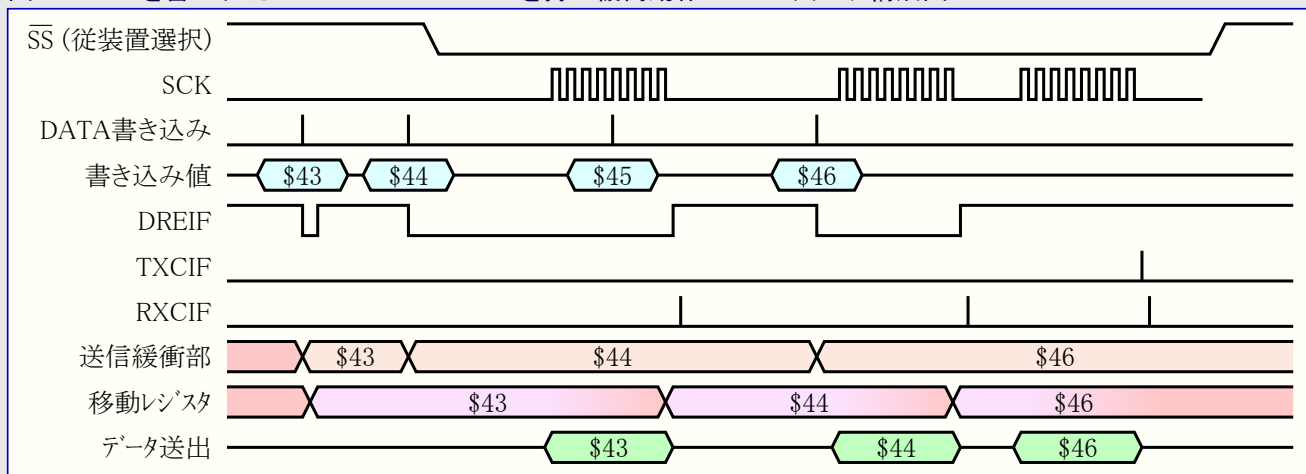 SS (従装置選択)
SCK
DATA書き込み
書き込み値 $43 $44 $45 $46
DREIF
TXCIF
RXCIF
送信緩衝部 $43 $44 $46
移動レジスタ $43 $44 $46
データ送出 $43 $44 $46